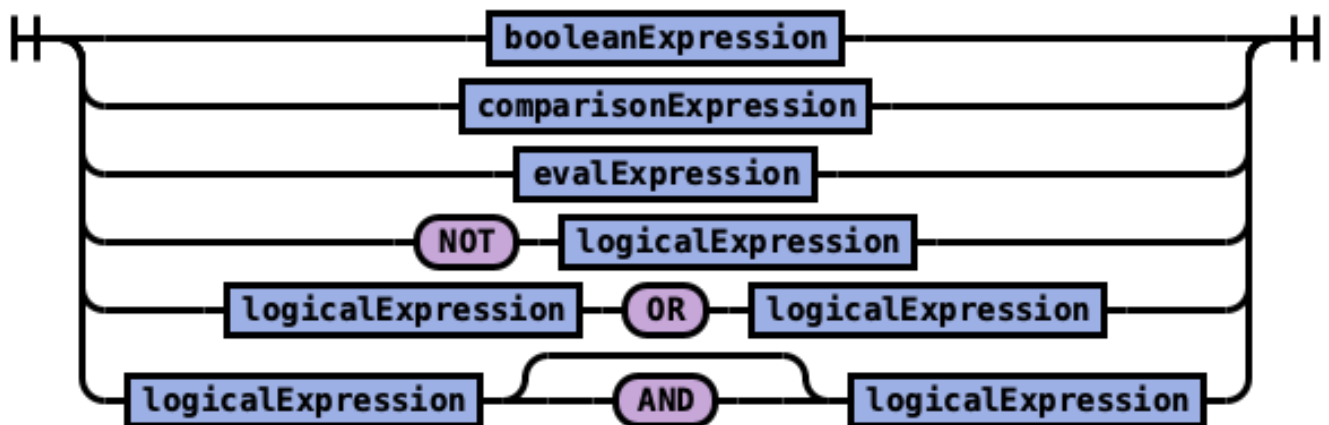 booleanExpression
comparisonExpression
evalExpression
NOT logicalExpression
logicalExpression OR logicalExpression
logicalExpression AND logicalExpression